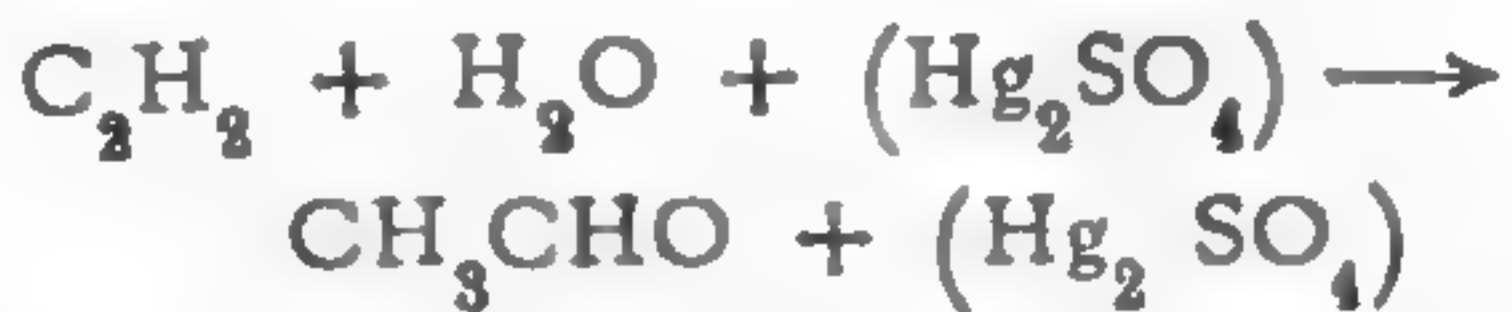 C₂H₂ + H₂O + (Hg₂SO₄) ⟶
CH₃CHO + (Hg₂ SO₄)